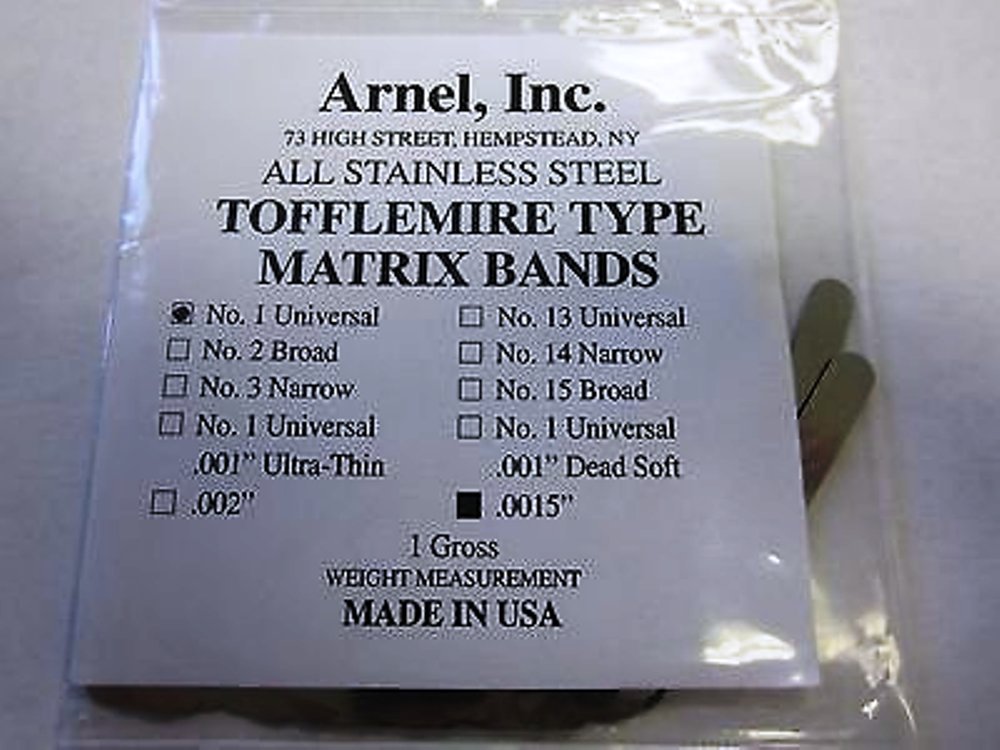 Arnel, Inc.
73 HIGH STREET, HEMPSTEAD, NY
ALL STAINLESS STEEL
TOFFLEMIRE TYPE
MATRIX BANDS
No. 1 Universal
No. 13 Universal
No. 2 Broad
No. 14 Narrow
No. 3 Narrow
No. 15 Broad
No. 1 Universal
No. 1 Universal
.001” Ultra-Thin
.001” Dead Soft
.002”
.0015”
1 Gross
WEIGHT MEASUREMENT
MADE IN USA